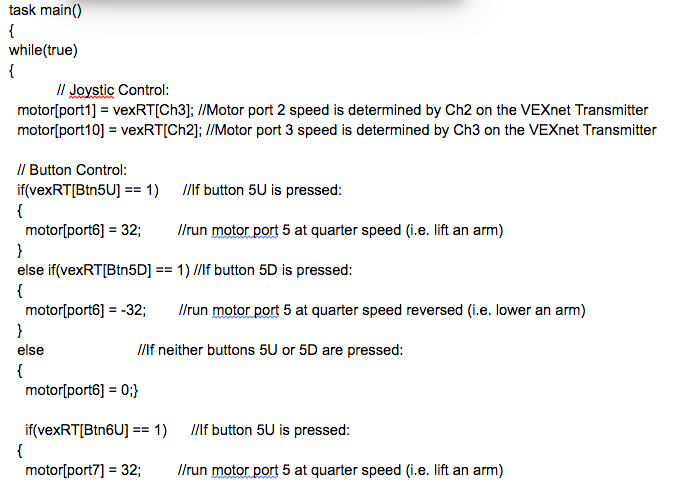 task main()
{
while(true)
{
// Joystic Control:
motor[port1] = vexRT[Ch3]; //Motor port 2 speed is determined by Ch2 on the VEXnet Transmitter
motor[port10] = vexRT[Ch2]; //Motor port 3 speed is determined by Ch3 on the VEXnet Transmitter
// Button Control:
if(vexRT[Btn5U] == 1) //If button 5U is pressed:
{
motor[port6] = 32; //run motor port 5 at quarter speed (i.e. lift an arm)
}
else if(vexRT[Btn5D] == 1) //If button 5D is pressed:
{
motor[port6] = -32; //run motor port 5 at quarter speed reversed (i.e. lower an arm)
}
else //If neither buttons 5U or 5D are pressed:
{
motor[port6] = 0;}
if(vexRT[Btn6U] == 1) //If button 5U is pressed:
{
motor[port7] = 32; //run motor port 5 at quarter speed (i.e. lift an arm)